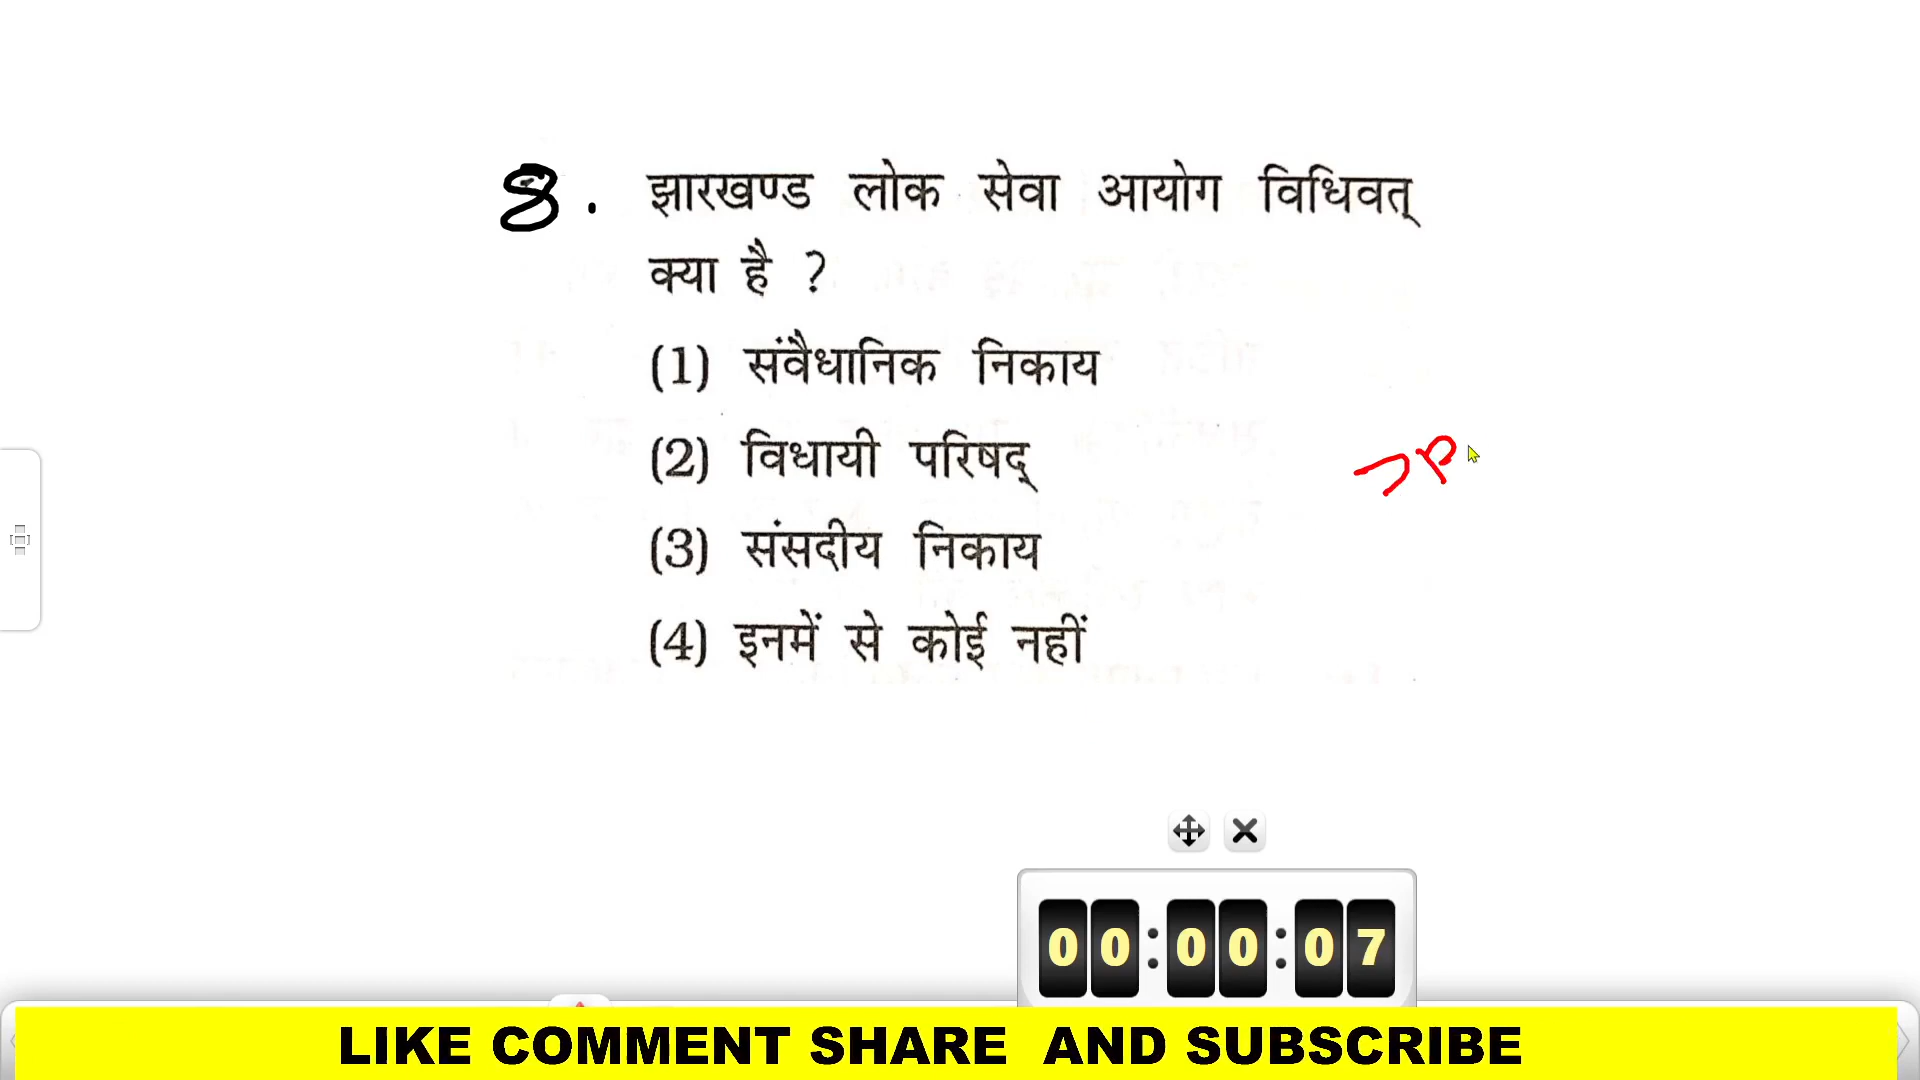 8. झारखण्ड लोक सेवा आयोग विधिवत्
क्या है ?
(1) संवैधानिक निकाय
(2) विधायी परिषद्
(3) संसदीय निकाय
(4) इनमें से कोई नहीं
00:00:07
LIKE COMMENT SHARE AND SUBSCRIBE